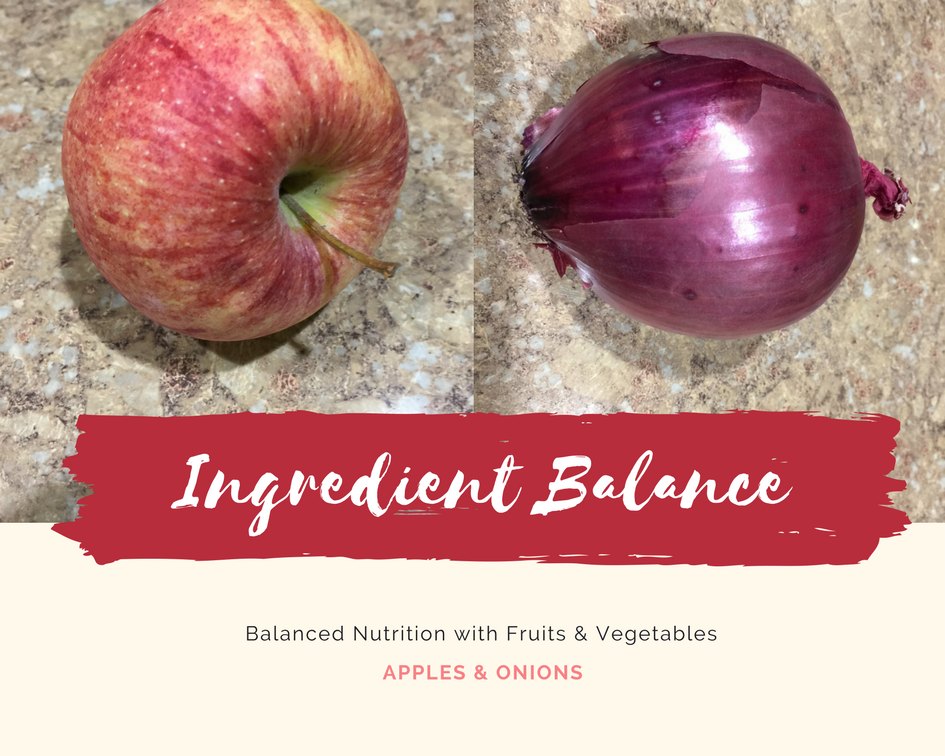 Ingredient Balance
Balanced Nutrition with Fruits & Vegetables
APPLES & ONIONS